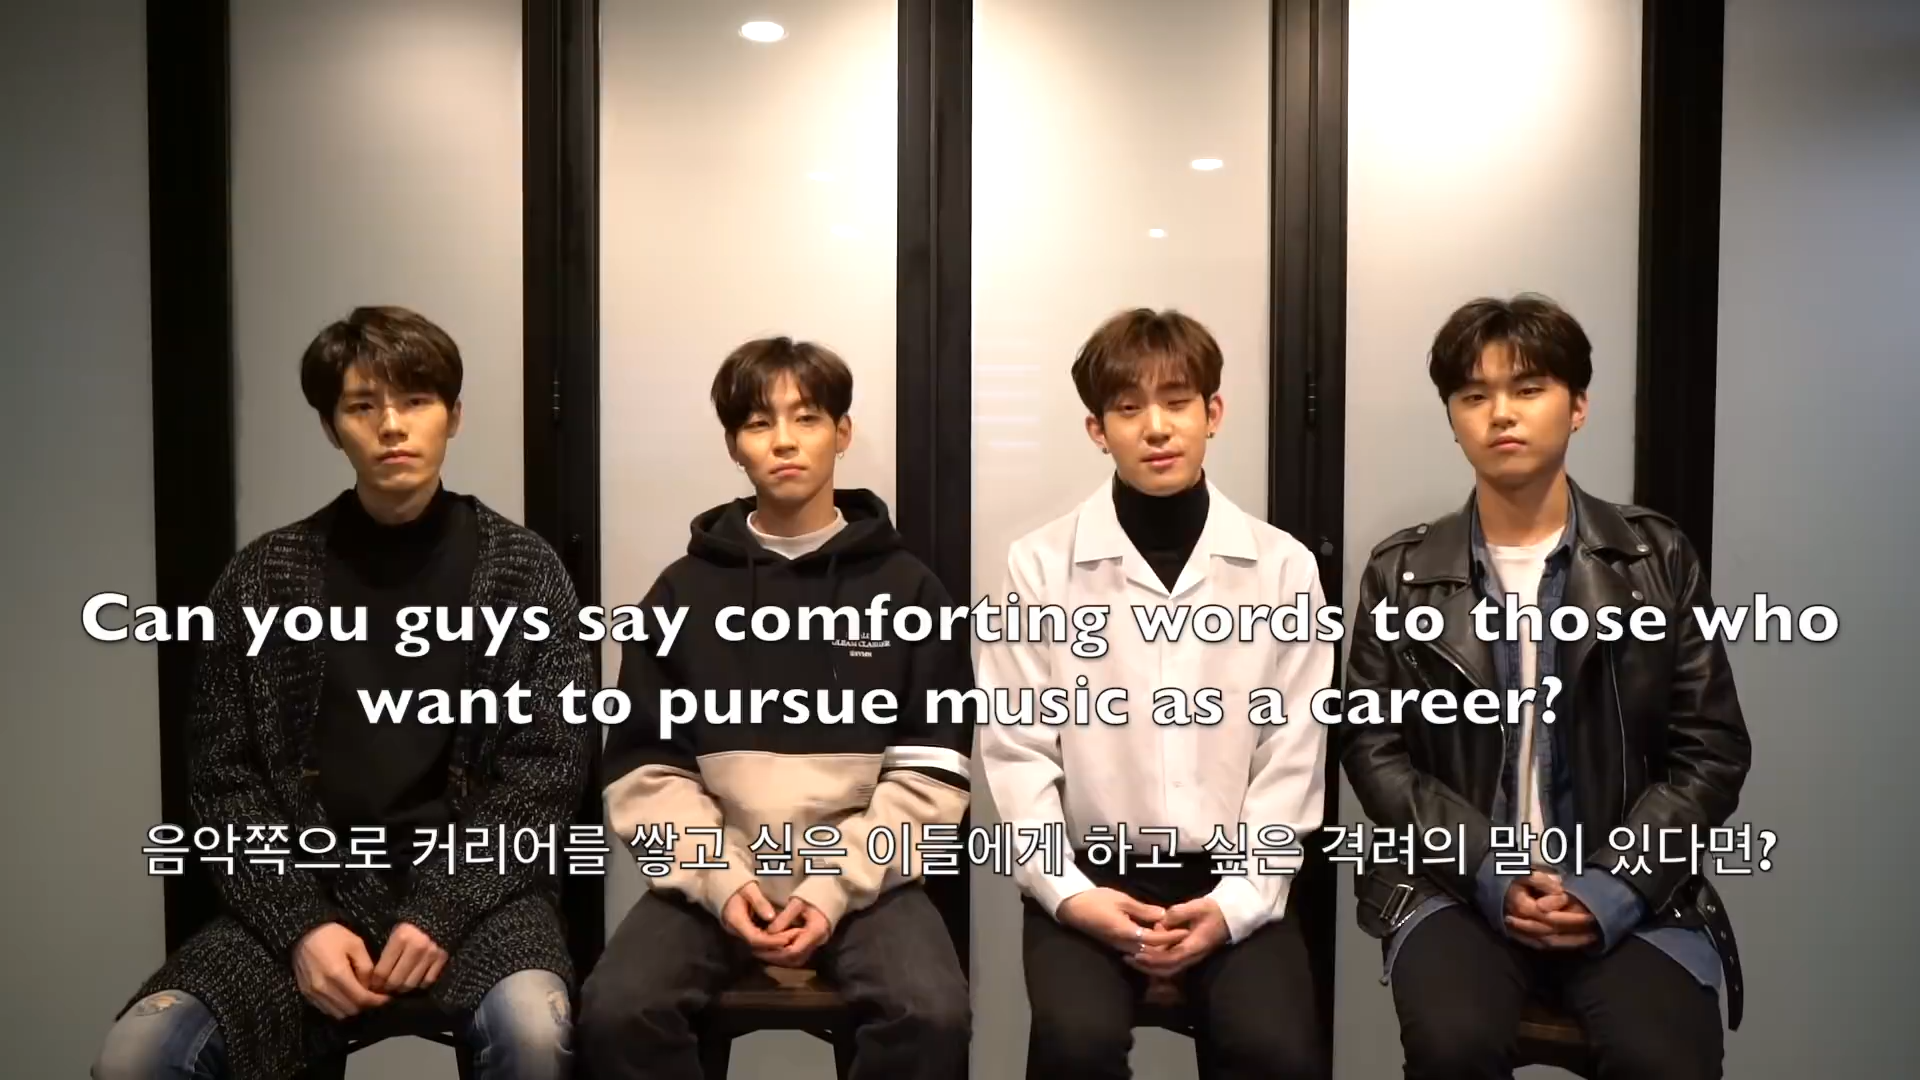 Can you guys say comforting words to those who
want to pursue music as a career?
음악쪽으로 커리어를 쌓고 싶은 이들에게 하고 싶은 격려의 말이 있다면?